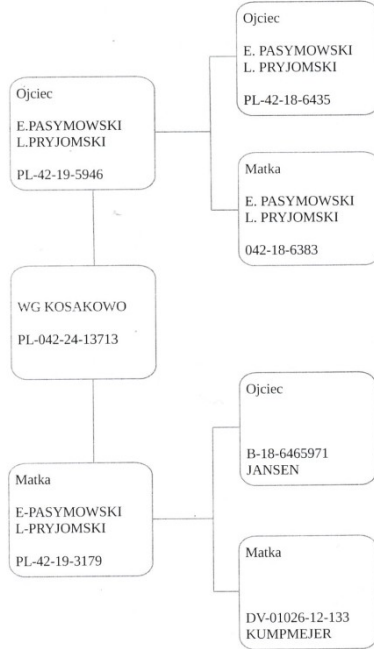 Ojciec
E. PASYMOWSKI
L. PRYJOMSKI
PL-42-18-6435
Ojciec
E.PASYMOWSKI
L.PRYJOMSKI
PL-42-19-5946
Matka
E. PASYMOWSKI
L. PRYJOMSKI
042-18-6383
WG KOSAKOWO
PL-042-24-13713
Ojciec
B-18-6465971
JANSEN
Matka
E-PASYMOWSKI
L-PRYJOMSKI
PL-42-19-3179
Matka
DV-01026-12-133
KUMPMEJER